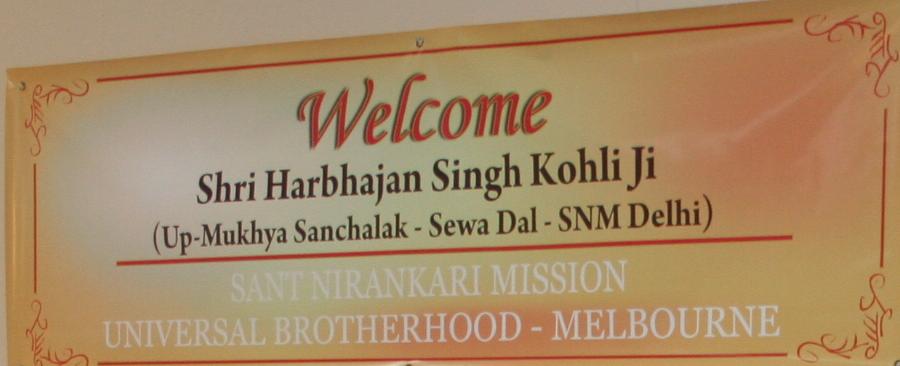 Welcome
Shri Harbhajan Singh Kohli Ji
(Up-Mukhya Sanchalak - Sewa Dal - SNM Delhi)
SANT NIRANKARI MISSION
UNIVERSAL BROTHERHOOD - MELBOURNE